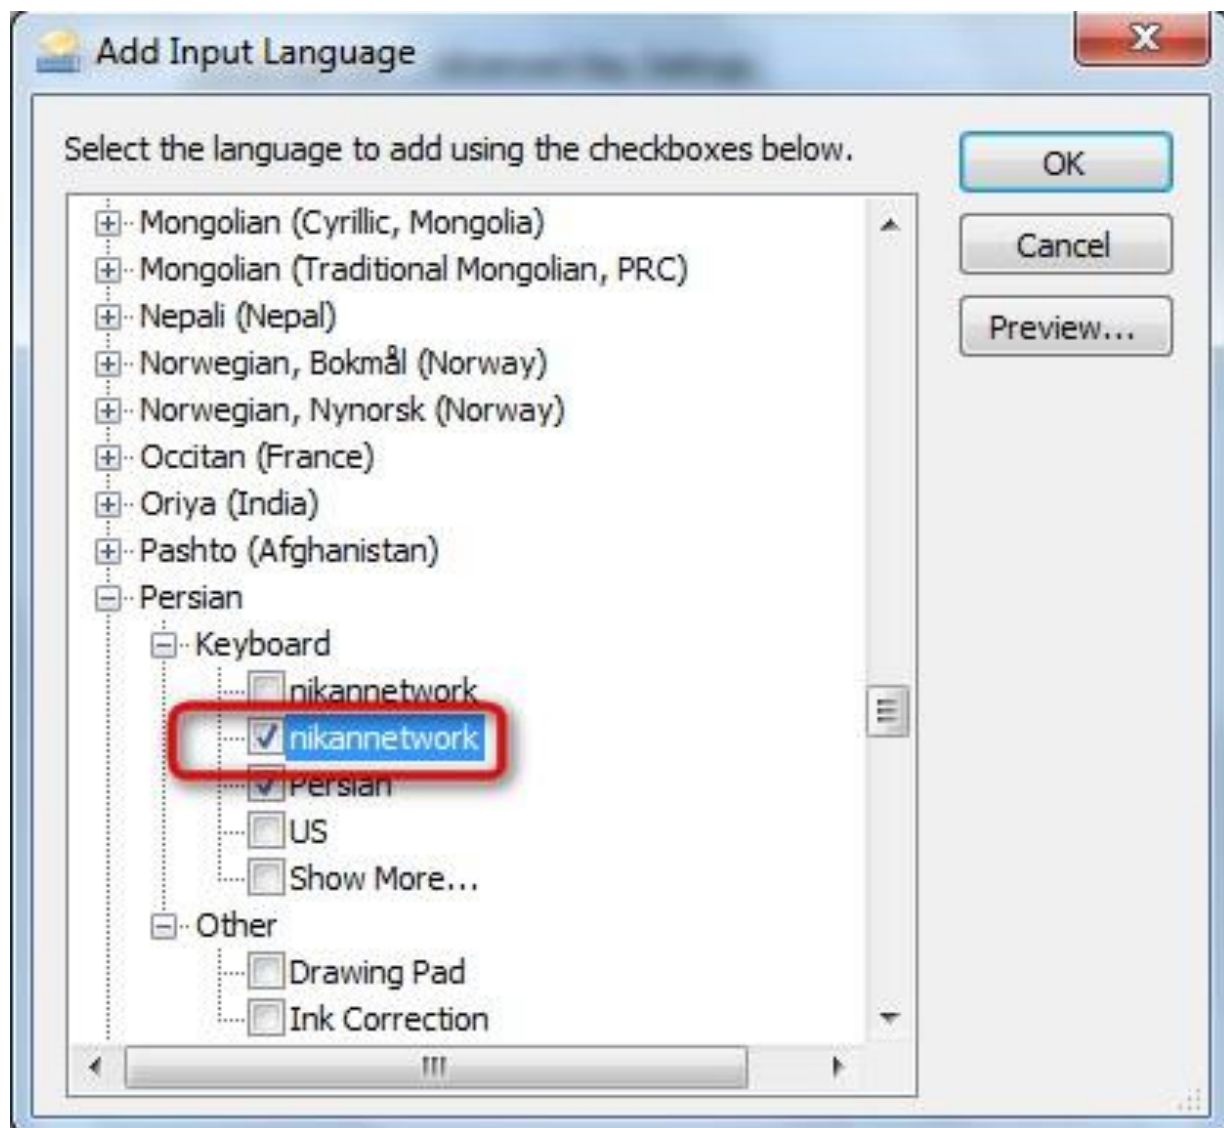 Add Input Language
Select the language to add using the checkboxes below.
OK
Cancel
Preview...
Mongolian (Cyrillic, Mongolia)
Mongolian (Traditional Mongolian, PRC)
Nepali (Nepal)
Norwegian, Bokmål (Norway)
Norwegian, Nynorsk (Norway)
Occitan (France)
Oriya (India)
Pashto (Afghanistan)
Persian
Keyboard
nikannetwork
nikannetwork
Persian
US
Show More...
Other
Drawing Pad
Ink Correction